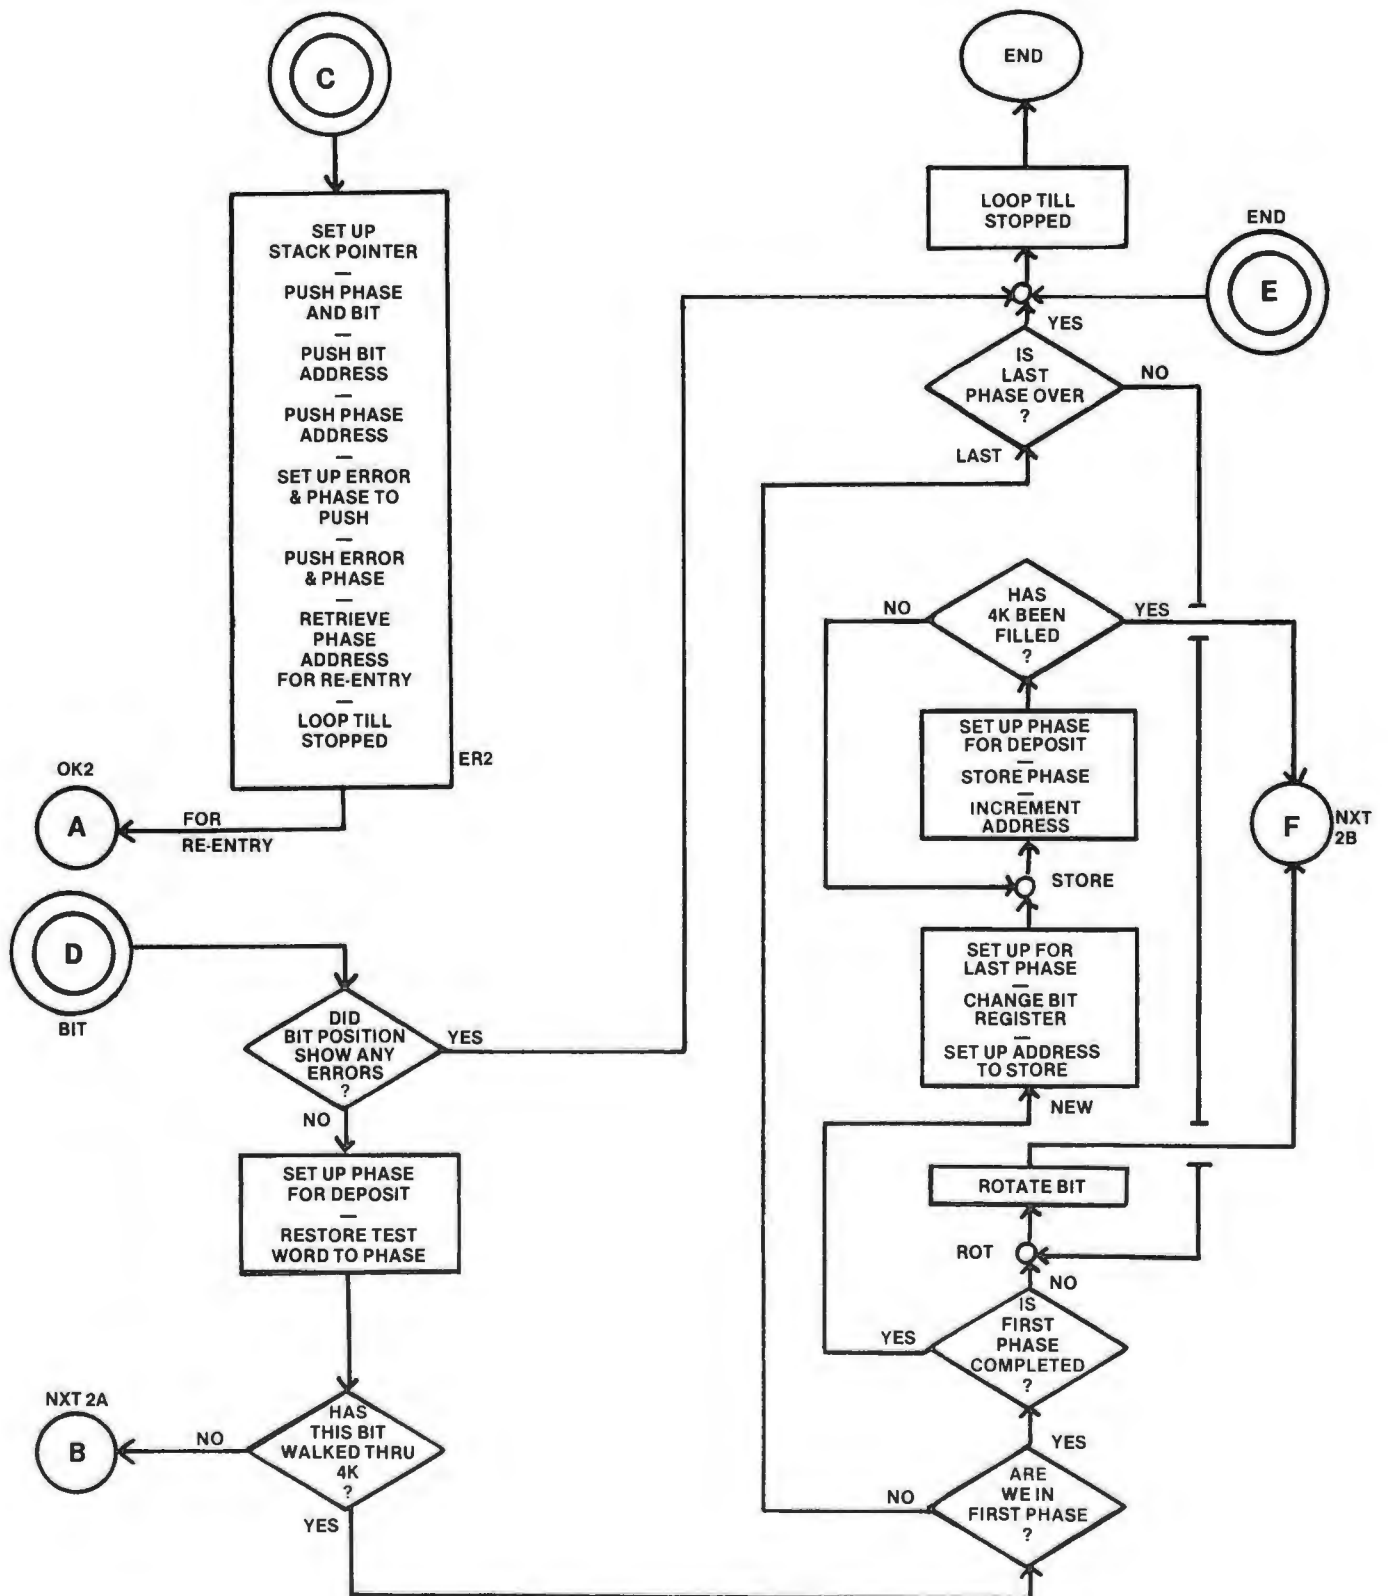 C
SET UP
STACK POINTER
—
PUSH PHASE
AND BIT
—
PUSH BIT
ADDRESS
—
PUSH PHASE
ADDRESS
—
SET UP ERROR
& PHASE TO
PUSH
—
PUSH ERROR
& PHASE
—
RETRIEVE
PHASE
ADDRESS
FOR RE-ENTRY
—
LOOP TILL
STOPPED
ER2
OK2
A
FOR
RE-ENTRY
D
BIT
DID
BIT POSITION
SHOW ANY
ERRORS
?
YES
NO
SET UP PHASE
FOR DEPOSIT
—
RESTORE TEST
WORD TO PHASE
NXT 2A
B
NO
HAS
THIS BIT
WALKED THRU
4K
?
YES
END
LOOP TILL
STOPPED
END
E
YES
IS
LAST
PHASE OVER
?
NO
LAST
HAS
4K BEEN
FILLED
?
NO
YES
SET UP PHASE
FOR DEPOSIT
—
STORE PHASE
—
INCREMENT
ADDRESS
F
NXT
2B
STORE
SET UP FOR
LAST PHASE
—
CHANGE BIT
REGISTER
—
SET UP ADDRESS
TO STORE
NEW
ROTATE BIT
ROT
NO
IS
FIRST
PHASE
COMPLETED
?
YES
YES
ARE
WE IN
FIRST PHASE
?
NO